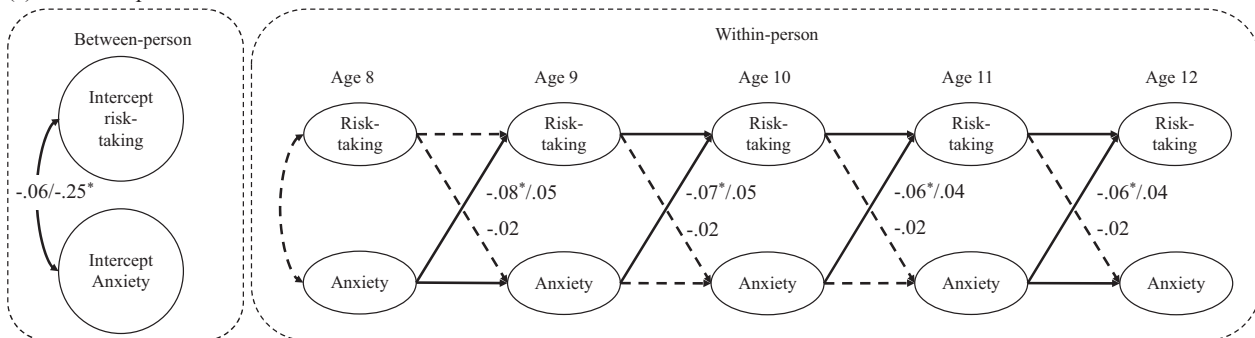 Between-person
Intercept
risk-
taking
-.06/-.25*
Intercept
Anxiety
Within-person
Age 8
Age 9
Age 10
Age 11
Age 12
Risk-
taking
Risk-
taking
Risk-
taking
Risk-
taking
Risk-
taking
-.08*/.05
-.07*/.05
-.06*/.04
-.06*/.04
-.02
-.02
-.02
-.02
Anxiety
Anxiety
Anxiety
Anxiety
Anxiety